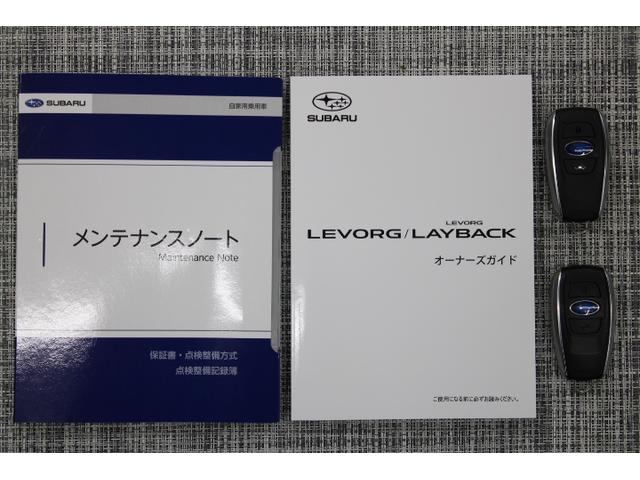 SUBARU
自家用乗用車
メンテナンスノート
Maintenance Note
保証書・点検整備方式
点検整備記録簿
SUBARU
LEVORG
LEVORG/LAYBACK
オーナーズガイド
ご使用になる前に必ずお読みください。